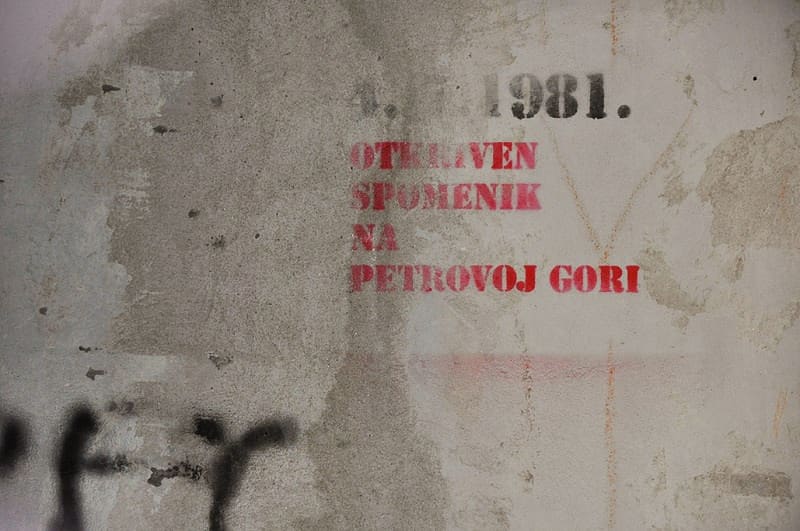 1981.
OTKRIVEN
SPOMENIK
NA
PETROVOJ GORI